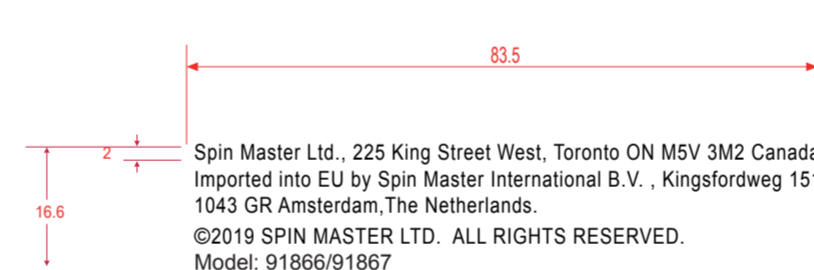 83.5
2
Spin Master Ltd., 225 King Street West, Toronto ON M5V 3M2 Canada
Imported into EU by Spin Master International B.V. , Kingsfordweg 151
16.6
1043 GR Amsterdam,The Netherlands.
©2019 SPIN MASTER LTD. ALL RIGHTS RESERVED.
Model: 91866/91867